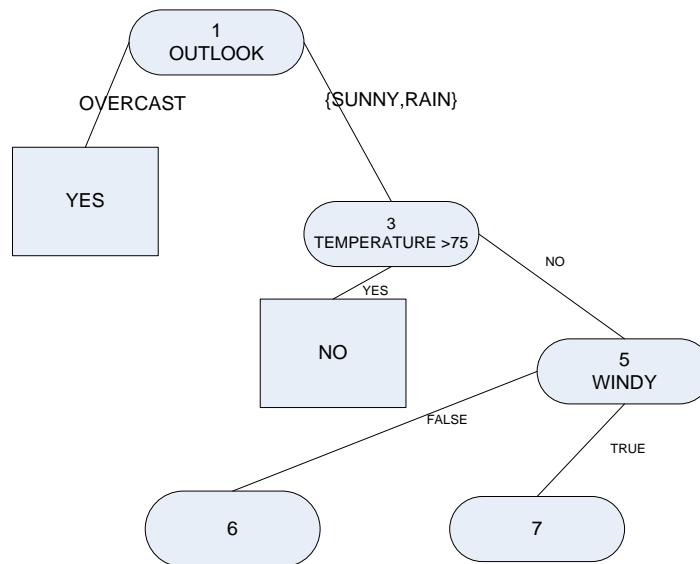 1
OUTLOOK
OVERCAST
{SUNNY,RAIN}
YES
3
TEMPERATURE >75
NO
YES
NO
5
WINDY
FALSE
TRUE
6
7